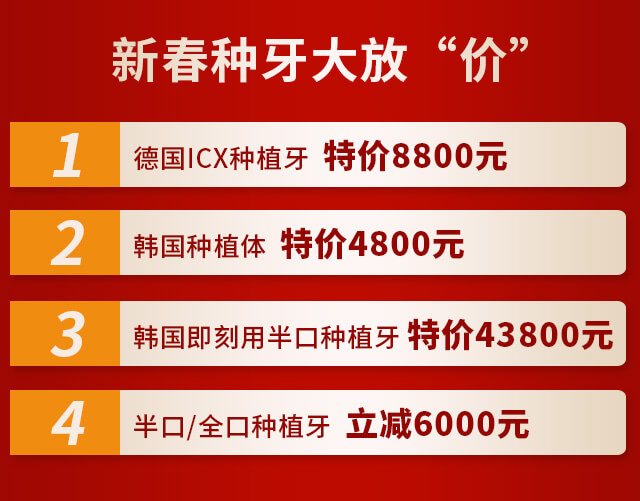 新春种牙大放“价”
1 德国ICX种植牙 特价8800元
2 韩国种植体 特价4800元
3 韩国即刻用半口种植牙 特价43800元
4 半口/全口种植牙 立减6000元